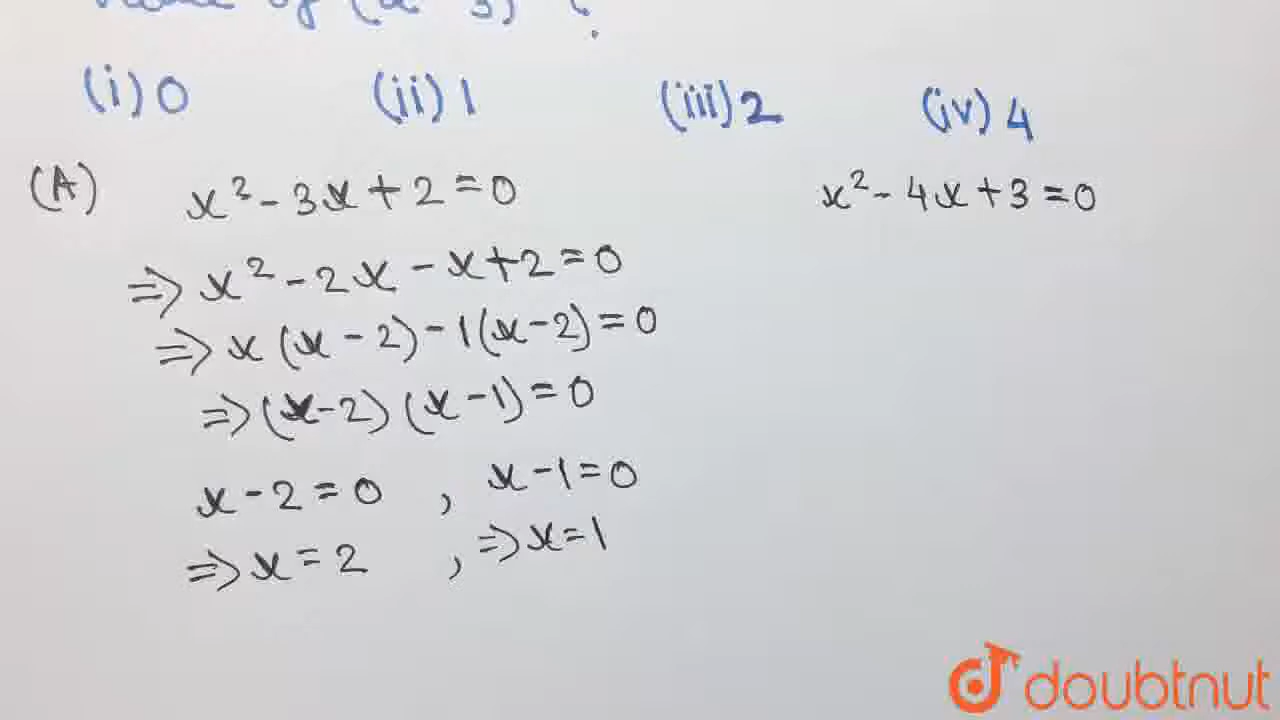 of
(i) 0 (ii) 1 (iii) 2 (iv) 4
(A) x² - 3x + 2 = 0 x² - 4x + 3 = 0
⇒ x² - 2x - x + 2 = 0
⇒ x (x - 2) - 1 (x - 2) = 0
⇒ (x - 2) (x - 1) = 0
x - 2 = 0 , x - 1 = 0
⇒ x = 2 , ⇒ x = 1
doubtnut